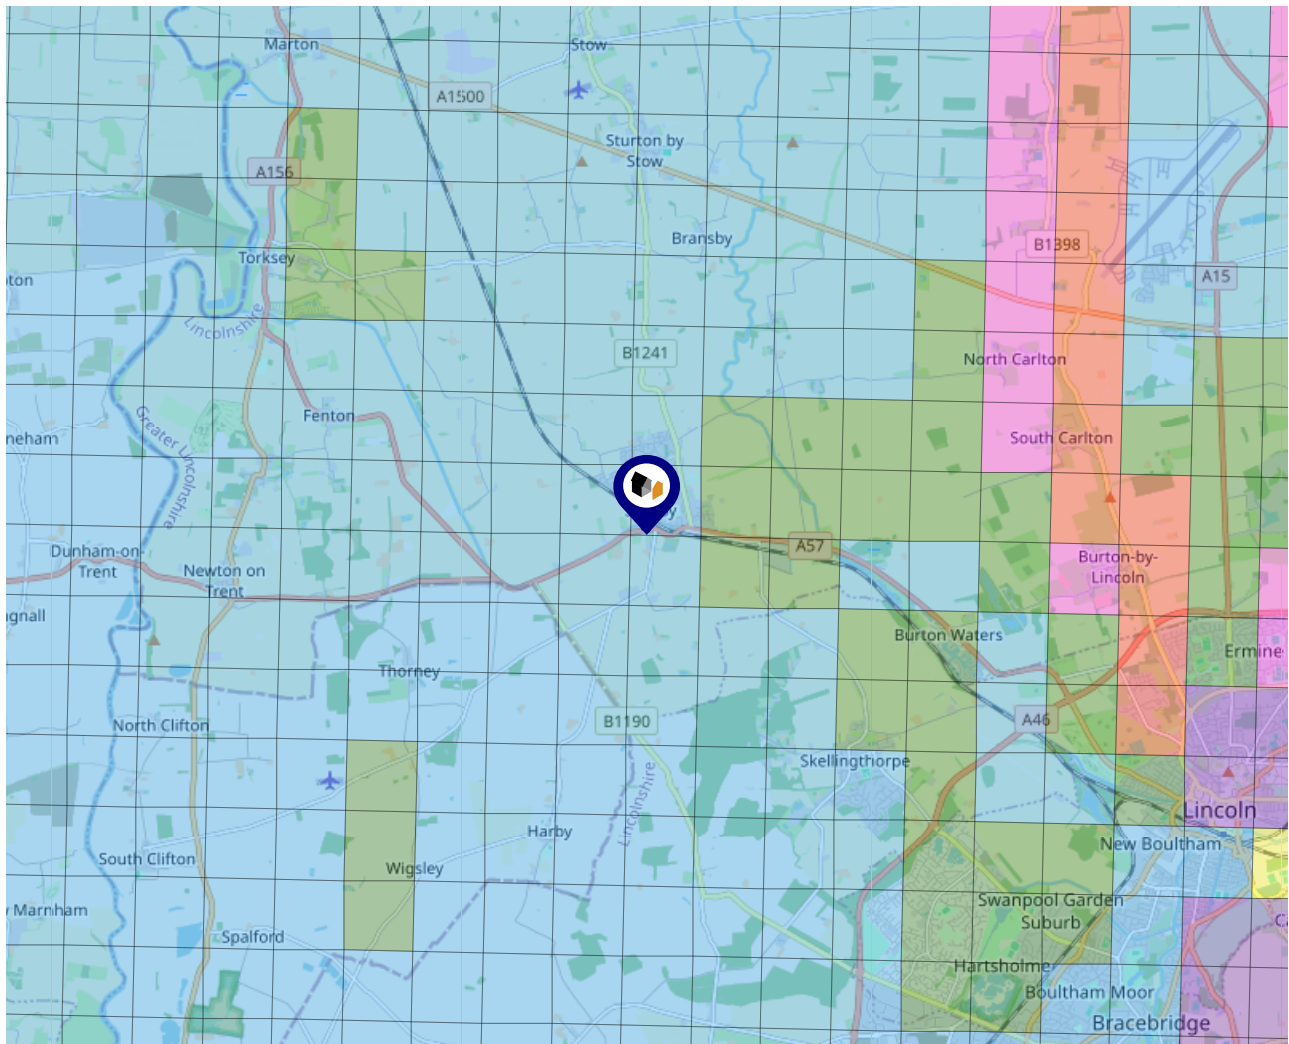 Marton
Stow
A1500
Sturton by
Stow
A156
Bransby
B1398
Torksey
A15
Lincolnshire
B1241
North Carlton
Fenton
Greater Lincolnshire
South Carlton
neham
A57
Dunham-on-
Trent
Newton on
Trent
Burton-by-
Lincoln
Burton Waters
Ermine
Thorney
North Clifton
B1190
A46
Skellingthorpe
Lincolnshire
Lincoln
Harby
New Boultham
South Clifton
Wigsley
Swanpool Garden
Suburb
Marnham
Spalford
Hartsholme
Boultham Moor
Bracebridge